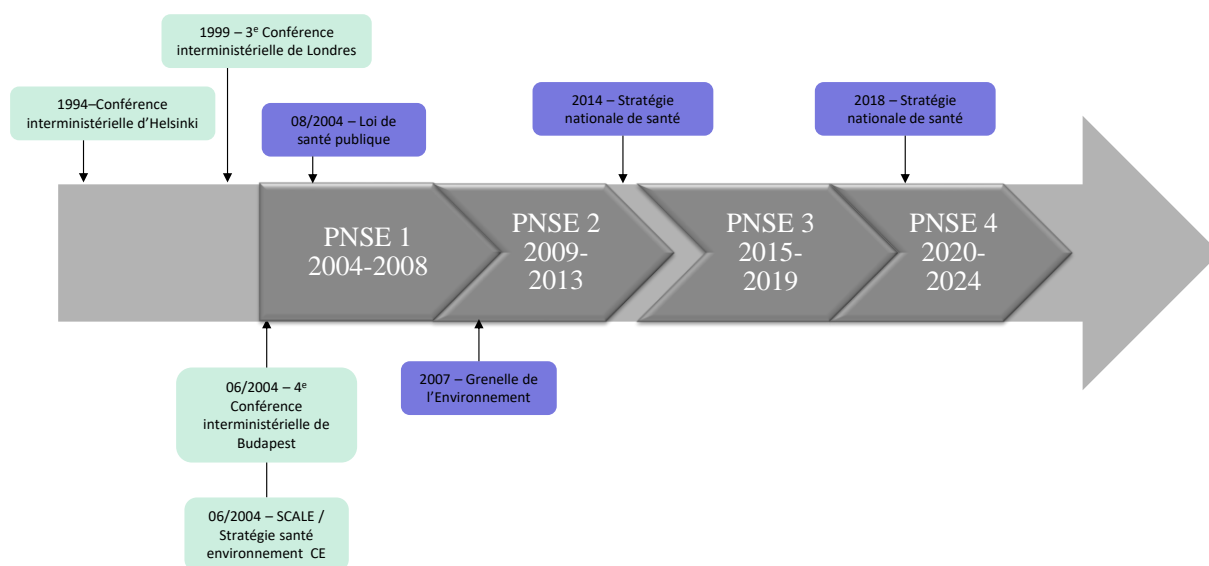 1999 – 3e Conférence
interministérielle de Londres
1994–Conférence
interministérielle d'Helsinki
08/2004 – Loi de
santé publique
2014 – Stratégie
nationale de santé
2018 – Stratégie
nationale de santé
PNSE 1
2004-2008
PNSE 2
2009-
2013
PNSE 3
2015-
2019
PNSE 4
2020-
2024
06/2004 – 4e
Conférence
interministérielle de
Budapest
2007 – Grenelle de
l'Environnement
06/2004 – SCALE /
Stratégie santé
environnement CE